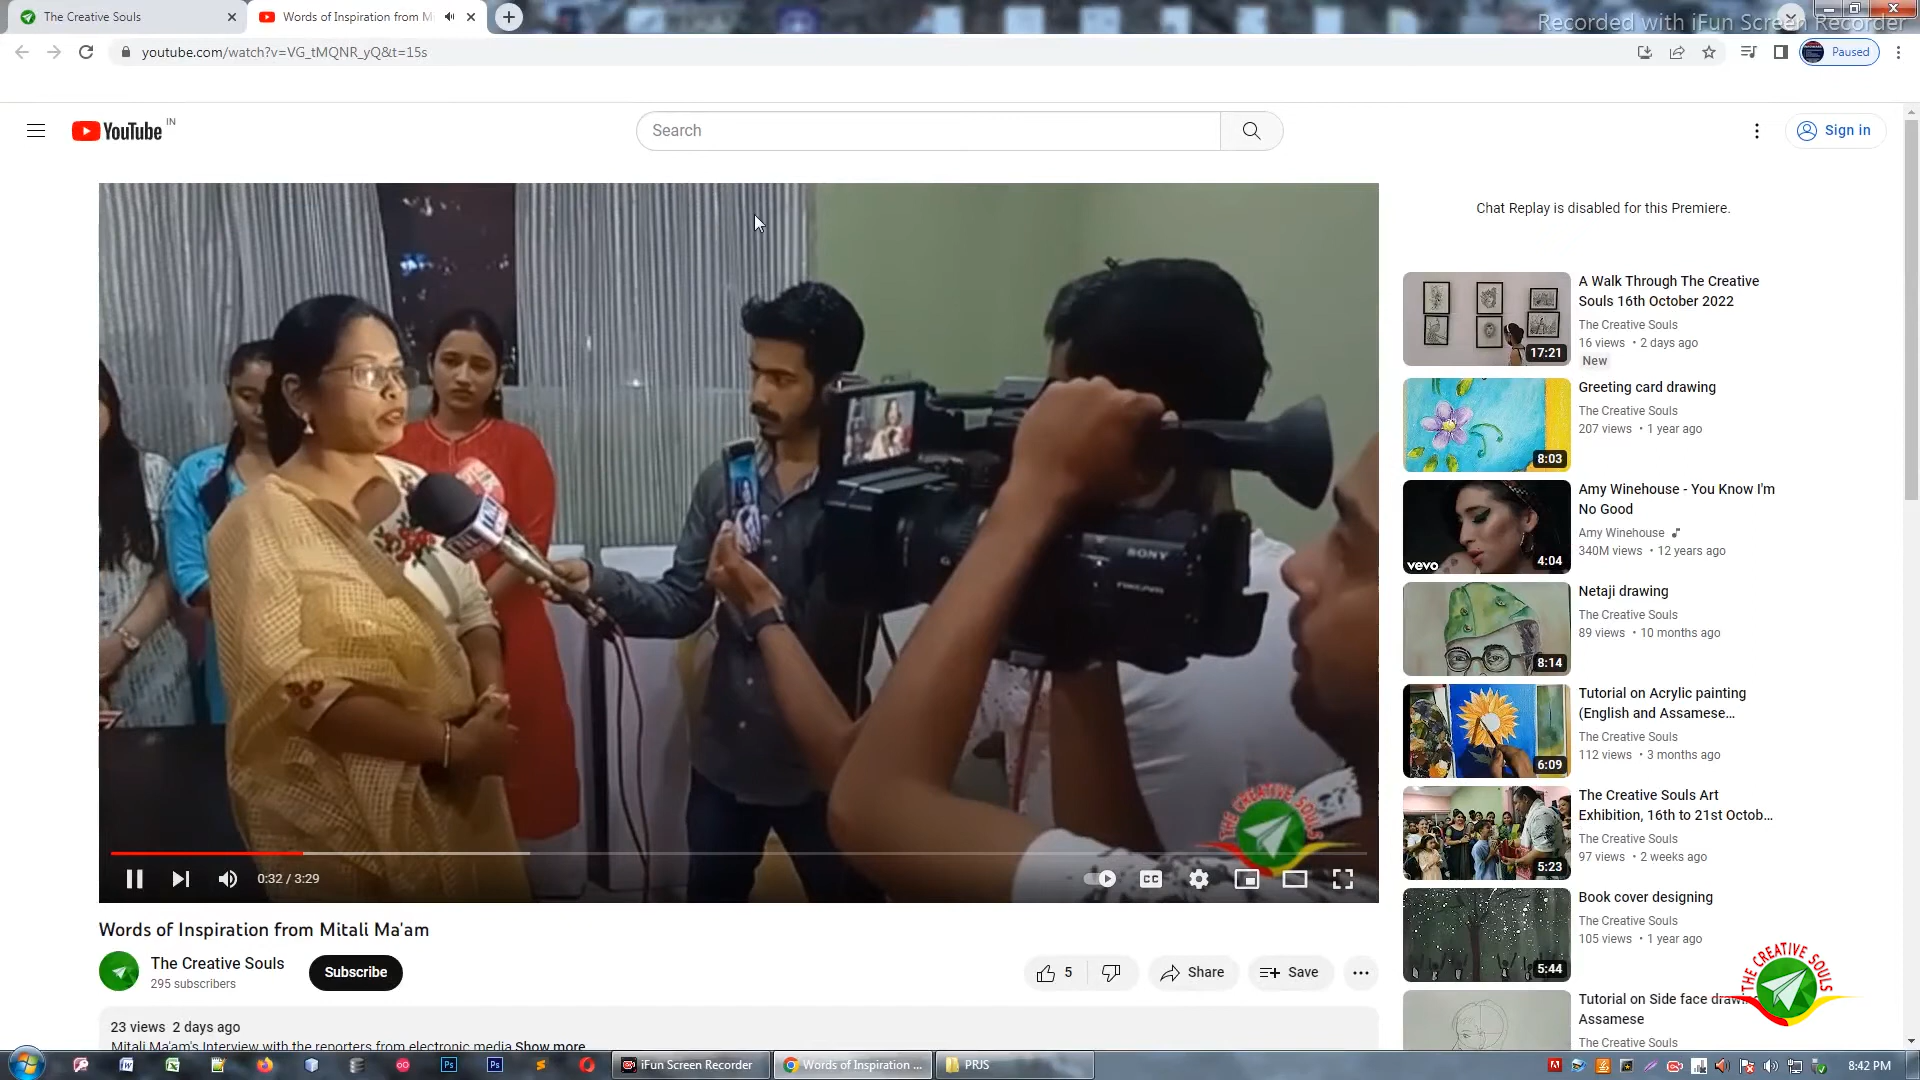 The Creative Souls
Words of Inspiration from M
Recorded with iFun Screen Recorder
youtube.com/watch?v=VG_tMQNR_yQ&t=15s
Paused
YouTube IN
Search
Sign in
Chat Replay is disabled for this Premiere.
A Walk Through The Creative
Souls 16th October 2022
The Creative Souls
16 views • 2 days ago
New
17:21
Greeting card drawing
The Creative Souls
207 views • 1 year ago
8:03
Amy Winehouse - You Know I'm
No Good
Amy Winehouse
340M views • 12 years ago
vevo
4:04
Netaji drawing
The Creative Souls
89 views • 10 months ago
8:14
Tutorial on Acrylic painting
(English and Assamese...
The Creative Souls
112 views • 3 months ago
6:09
The Creative Souls Art
Exhibition, 16th to 21st Octob...
The Creative Souls
97 views • 2 weeks ago
5:23
Book cover designing
The Creative Souls
105 views • 1 year ago
5:44
Tutorial on Side face draw
Assamese
The Creative Souls
THE CREATIVE SOULS
SONY
THE CREATIVE SOULS
0:32 / 3:29
CC
Words of Inspiration from Mitali Ma'am
The Creative Souls
295 subscribers
Subscribe
5
Share
Save
23 views 2 days ago
Mitali Ma'am's Interview with the reporters from electronic media Show more
iFun Screen Recorder
Words of Inspiration ...
PRJS
8:42 PM